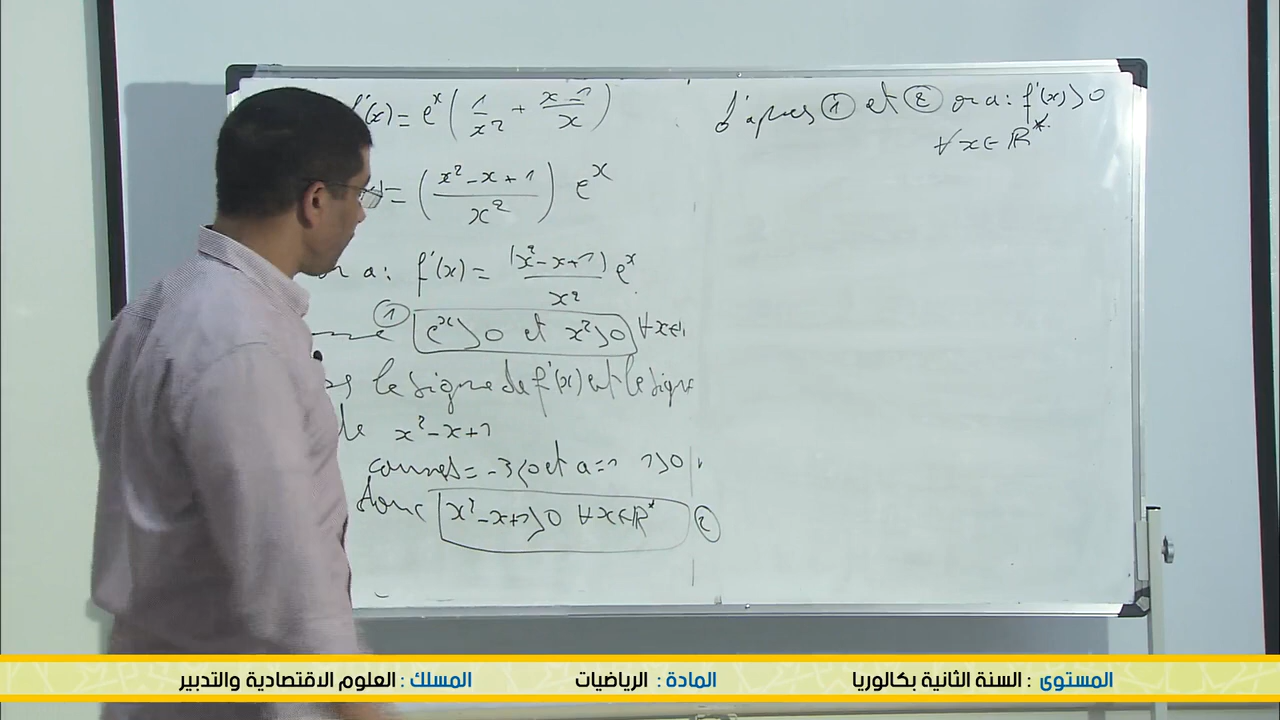 f'(x) = e^x ( 1/x² + (x-1)/x )
= ( (x² - x + 1)/x² ) e^x
a : f'(x) = (x² - x + 1) e^x / x²
① e^x > 0 et x² > 0 ∀x∈
le signe de f'(x) est le signe
de x² - x + 1
comme Δ = -3 < 0 et a = 1 1 > 0
donc x² - x + 1 > 0 ∀x∈ℝ* ②
d'après ① et ② on a : f'(x) > 0
∀x∈ℝ*
المستوى : السنة الثانية بكالوريا المادة : الرياضيات المسلك : العلوم الاقتصادية والتدبير